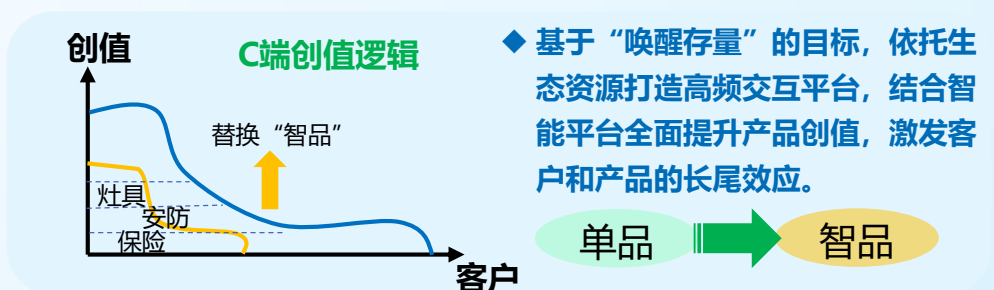 创值
C端创值逻辑
替换“智品”
灶具
安防
保险
客户
基于“唤醒存量”的目标，依托生
态资源打造高频交互平台，结合智
能平台全面提升产品创值，激发客
户和产品的长尾效应。
单品
智品